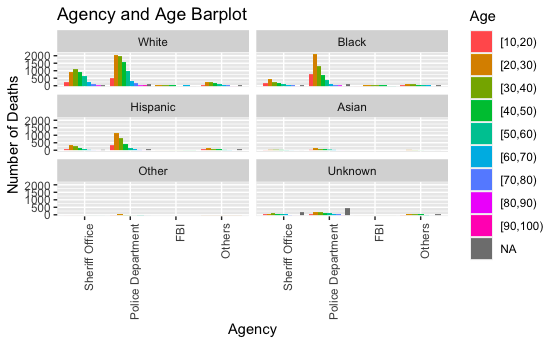 Agency and Age Barplot
Number of Deaths
White
Black
2000
1500
1000
500
Hispanic
Asian
2000
1500
1000
500
Other
Unknown
2000
1500
1000
500
Sheriff Office
Police Department
FBI
Others
Sheriff Office
Police Department
FBI
Others
Agency
Age
[10,20)
[20,30)
[30,40)
[40,50)
[50,60)
[60,70)
[70,80)
[80,90)
[90,100)
NA